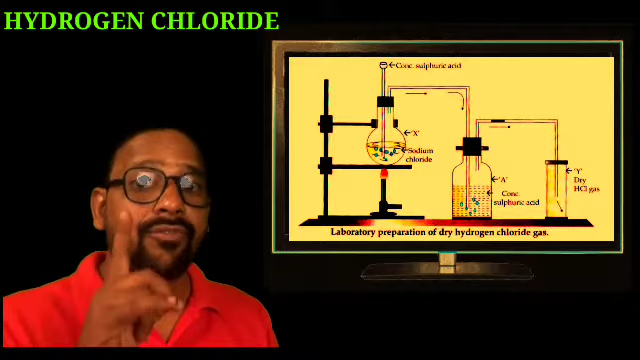 HYDROGEN CHLORIDE
Conc. sulphuric acid
'X'
Sodium
chloride
'A'
Conc.
sulphuric acid
'Y'
Dry
HCl gas
Laboratory preparation of dry hydrogen chloride gas.